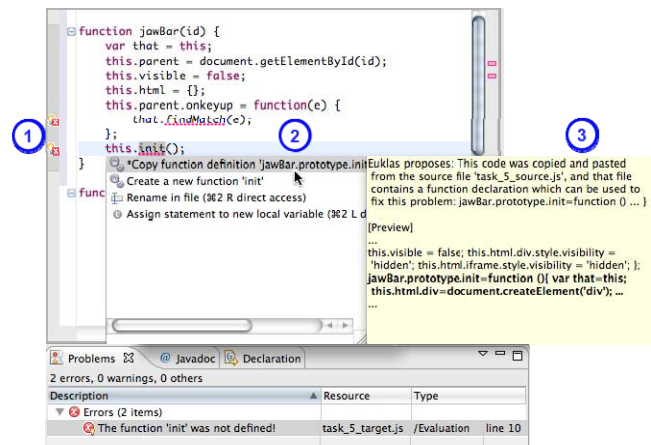 function jawBar(id) {
var that = this;
this.parent = document.getElementById(id);
this.visible = false;
this.html = {};
this.parent.onkeyup = function(e) {
that.findMatch(e);
};
this.init();
}
func
1
2
3
*Copy function definition 'jawBar.prototype.init
Create a new function 'init'
Rename in file (⌘2 R direct access)
Assign statement to new local variable (⌘2 L d
Euklas proposes: This code was copied and pasted
from the source file 'task_5_source.js', and that file
contains a function declaration which can be used to
fix this problem: jawBar.prototype.init=function () ... }
[Preview]
...
this.visible = false; this.html.div.style.visibility =
'hidden'; this.html.iframe.style.visibility = 'hidden'; };
jawBar.prototype.init=function (){ var that=this;
this.html.div=document.createElement('div'); ...
...
Problems
@ Javadoc
Declaration
2 errors, 0 warnings, 0 others
Description Resource Type
Errors (2 items)
The function 'init' was not defined! task_5_target.js /Evaluation line 10